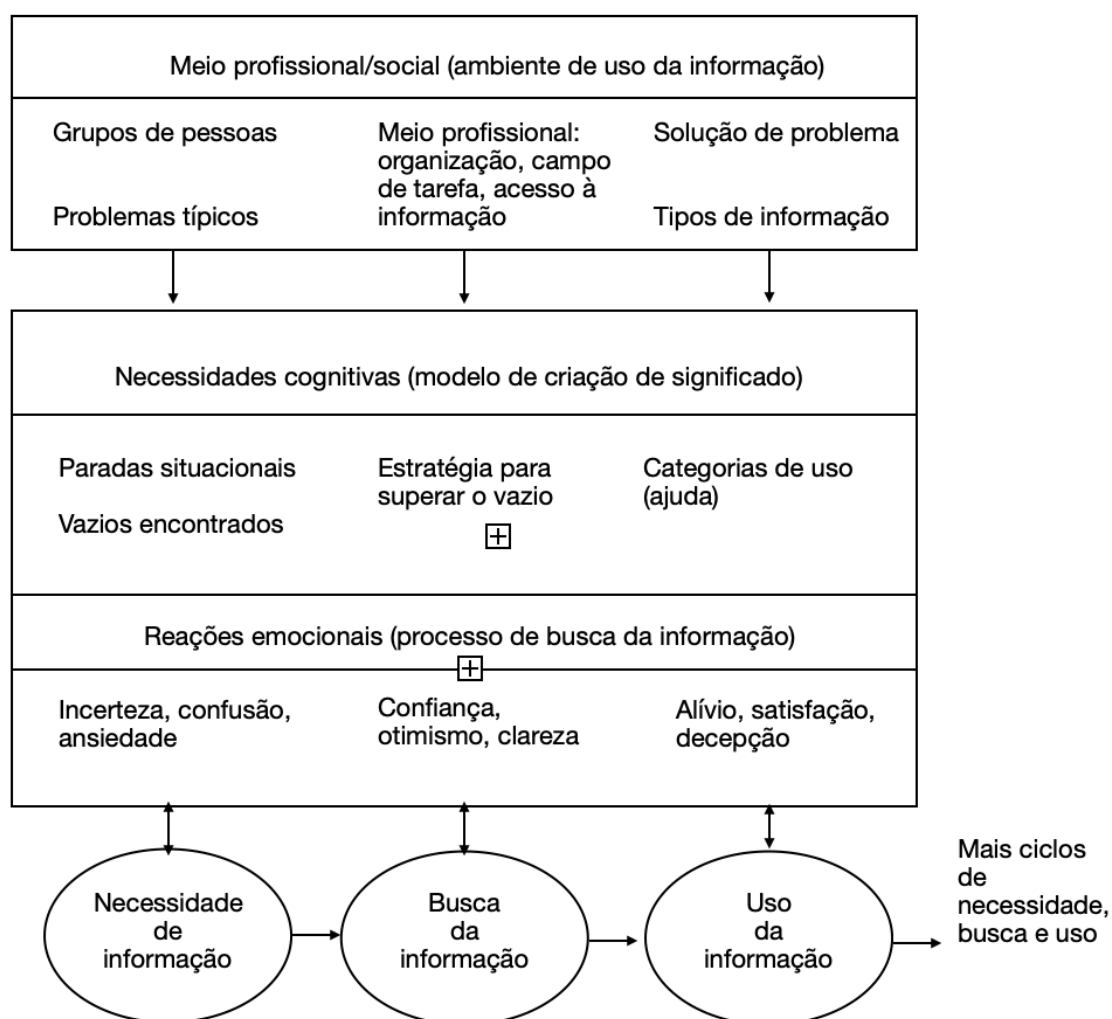 Meio profissional/social (ambiente de uso da informação)
Grupos de pessoas
Problemas típicos
Meio profissional:
organização, campo
de tarefa, acesso à
informação
Solução de problema
Tipos de informação
Necessidades cognitivas (modelo de criação de significado)
Paradas situacionais
Vazios encontrados
Estratégia para
superar o vazio
Categorias de uso
(ajuda)
Reações emocionais (processo de busca da informação)
Incerteza, confusão,
ansiedade
Confiança,
otimismo, clareza
Alívio, satisfação,
decepção
Necessidade
de
informação
Busca
da
informação
Uso
da
informação
Mais ciclos
de
necessidade,
busca e uso